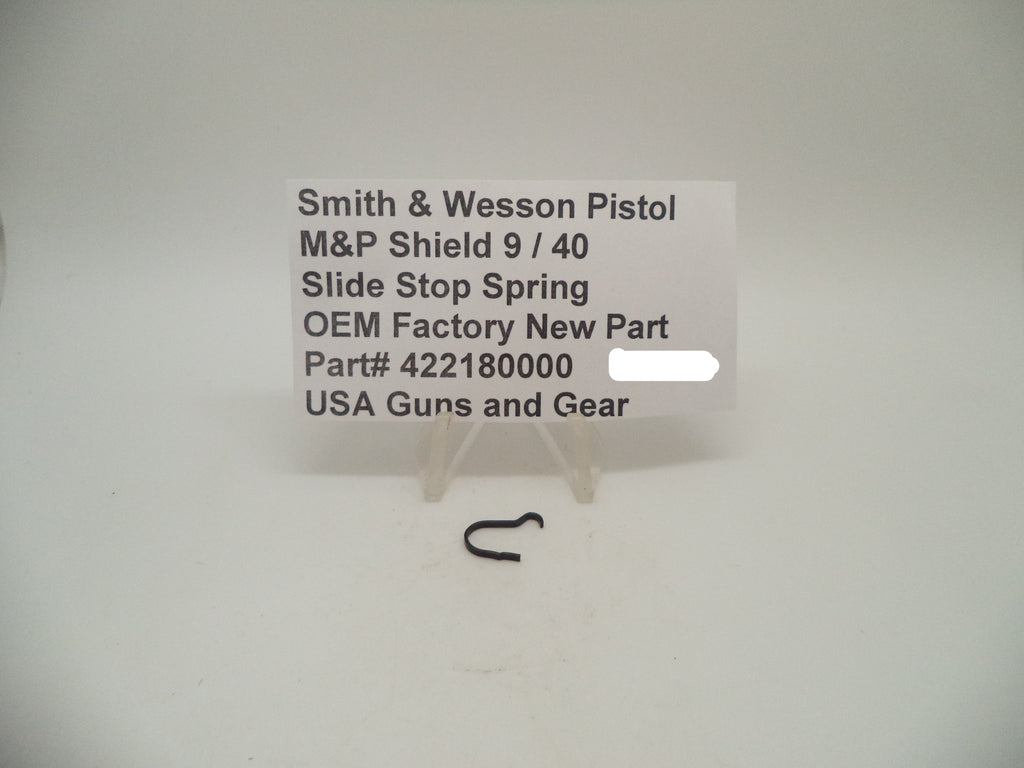 Smith & Wesson Pistol
M&P Shield 9 / 40
Slide Stop Spring
OEM Factory New Part
Part# 422180000
USA Guns and Gear